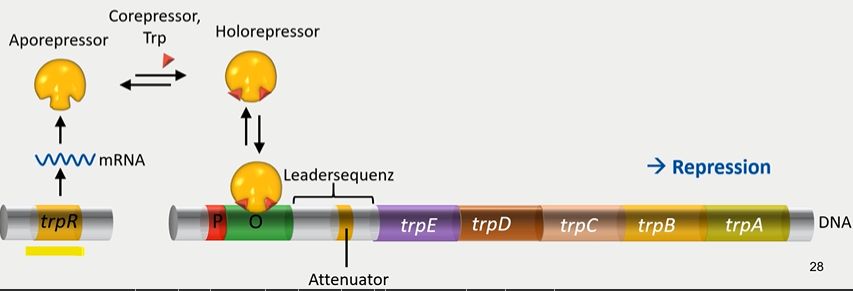 Corepressor,
Trp
Aporepressor
Holorepressor
mRNA
Leadersequenz
→ Repression
trpR
P
O
trpE
trpD
trpC
trpB
trpA
DNA
Attenuator
28